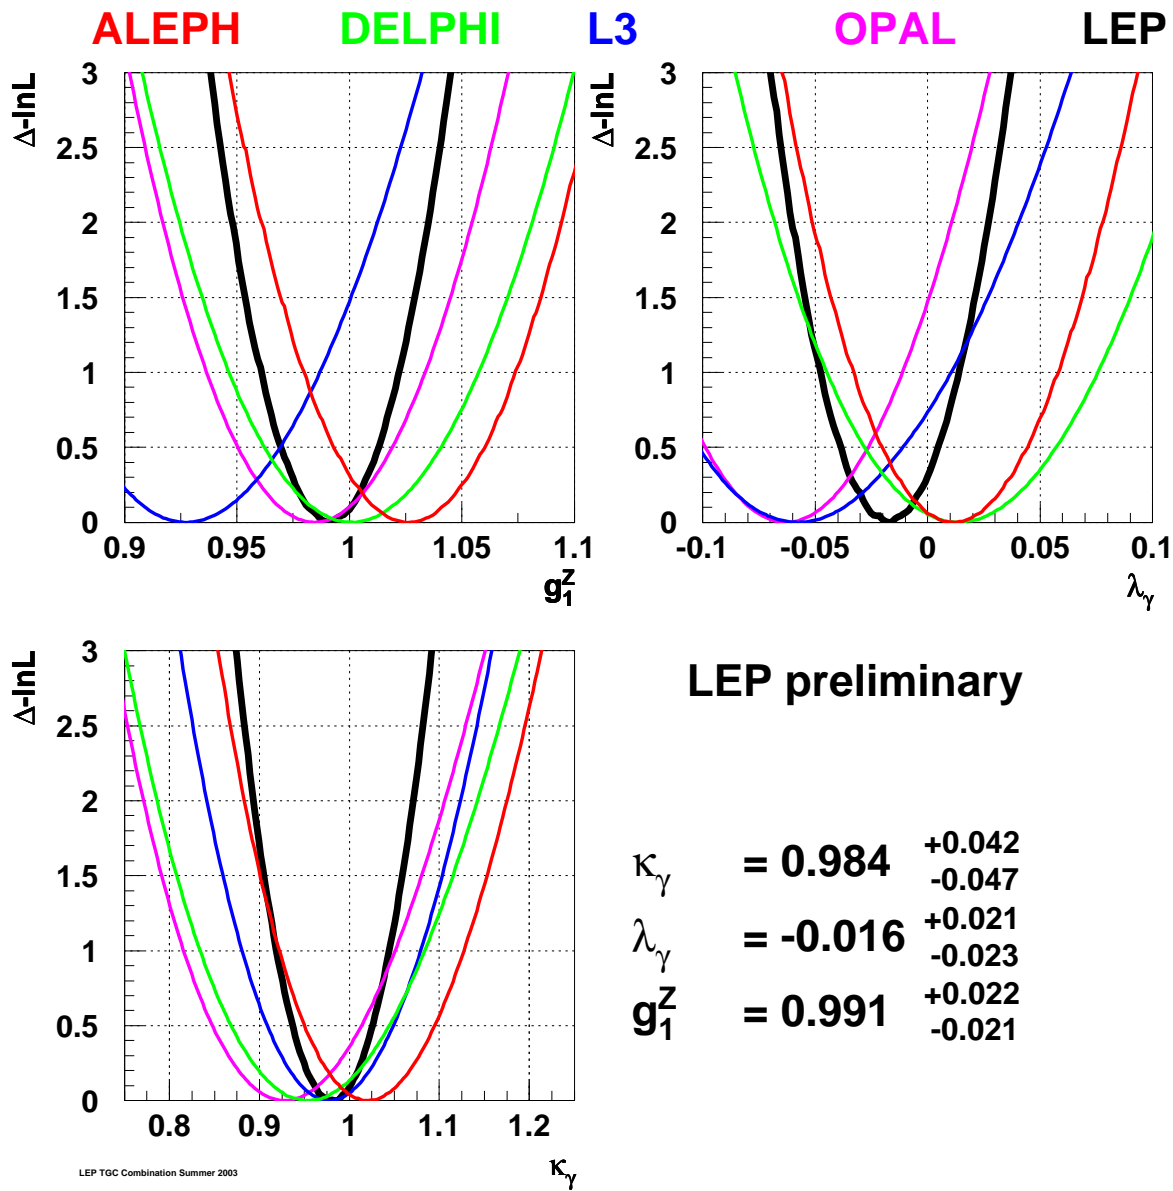 ALEPH DELPHI L3 OPAL LEP
Δ-lnL
3
2.5
2
1.5
1
0.5
0
0.9 0.95 1 1.05 1.1
g₁ᶻ
Δ-lnL
3
2.5
2
1.5
1
0.5
0
-0.1 -0.05 0 0.05 0.1
λᵧ
Δ-lnL
3
2.5
2
1.5
1
0.5
0
0.8 0.9 1 1.1 1.2
κᵧ
LEP preliminary
κᵧ = 0.984 +0.042 -0.047
λᵧ = -0.016 +0.021 -0.023
g₁ᶻ = 0.991 +0.022 -0.021
LEP TGC Combination Summer 2003